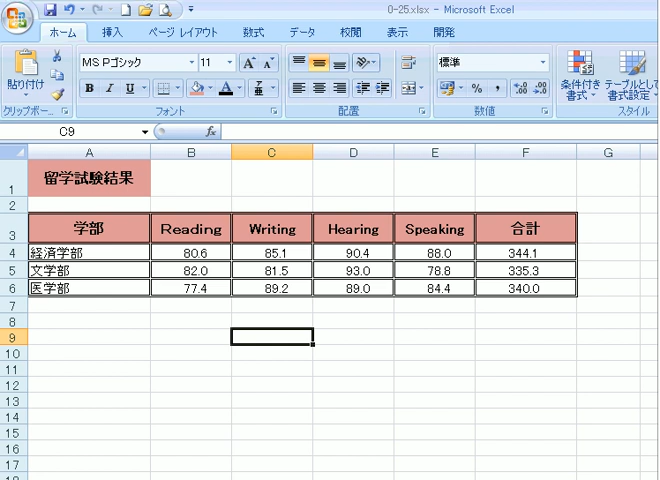 0-25.xlsx - Microsoft Excel
ホーム 挿入 ページ レイアウト 数式 データ 校閲 表示 開発
MS Pゴシック 11 A A 標準
貼り付け B I U A 亜 % , 条件付き書式 テーブルとして書式設定
クリップボー... フォント 配置 数値 スタイル
C9 fx
A B C D E F G
1 留学試験結果
2
3 学部 Reading Writing Hearing Speaking 合計
4 経済学部 80.6 85.1 90.4 88.0 344.1
5 文学部 82.0 81.5 93.0 78.8 335.3
6 医学部 77.4 89.2 89.0 84.4 340.0
7
8
9
10
11
12
13
14
15
16
17